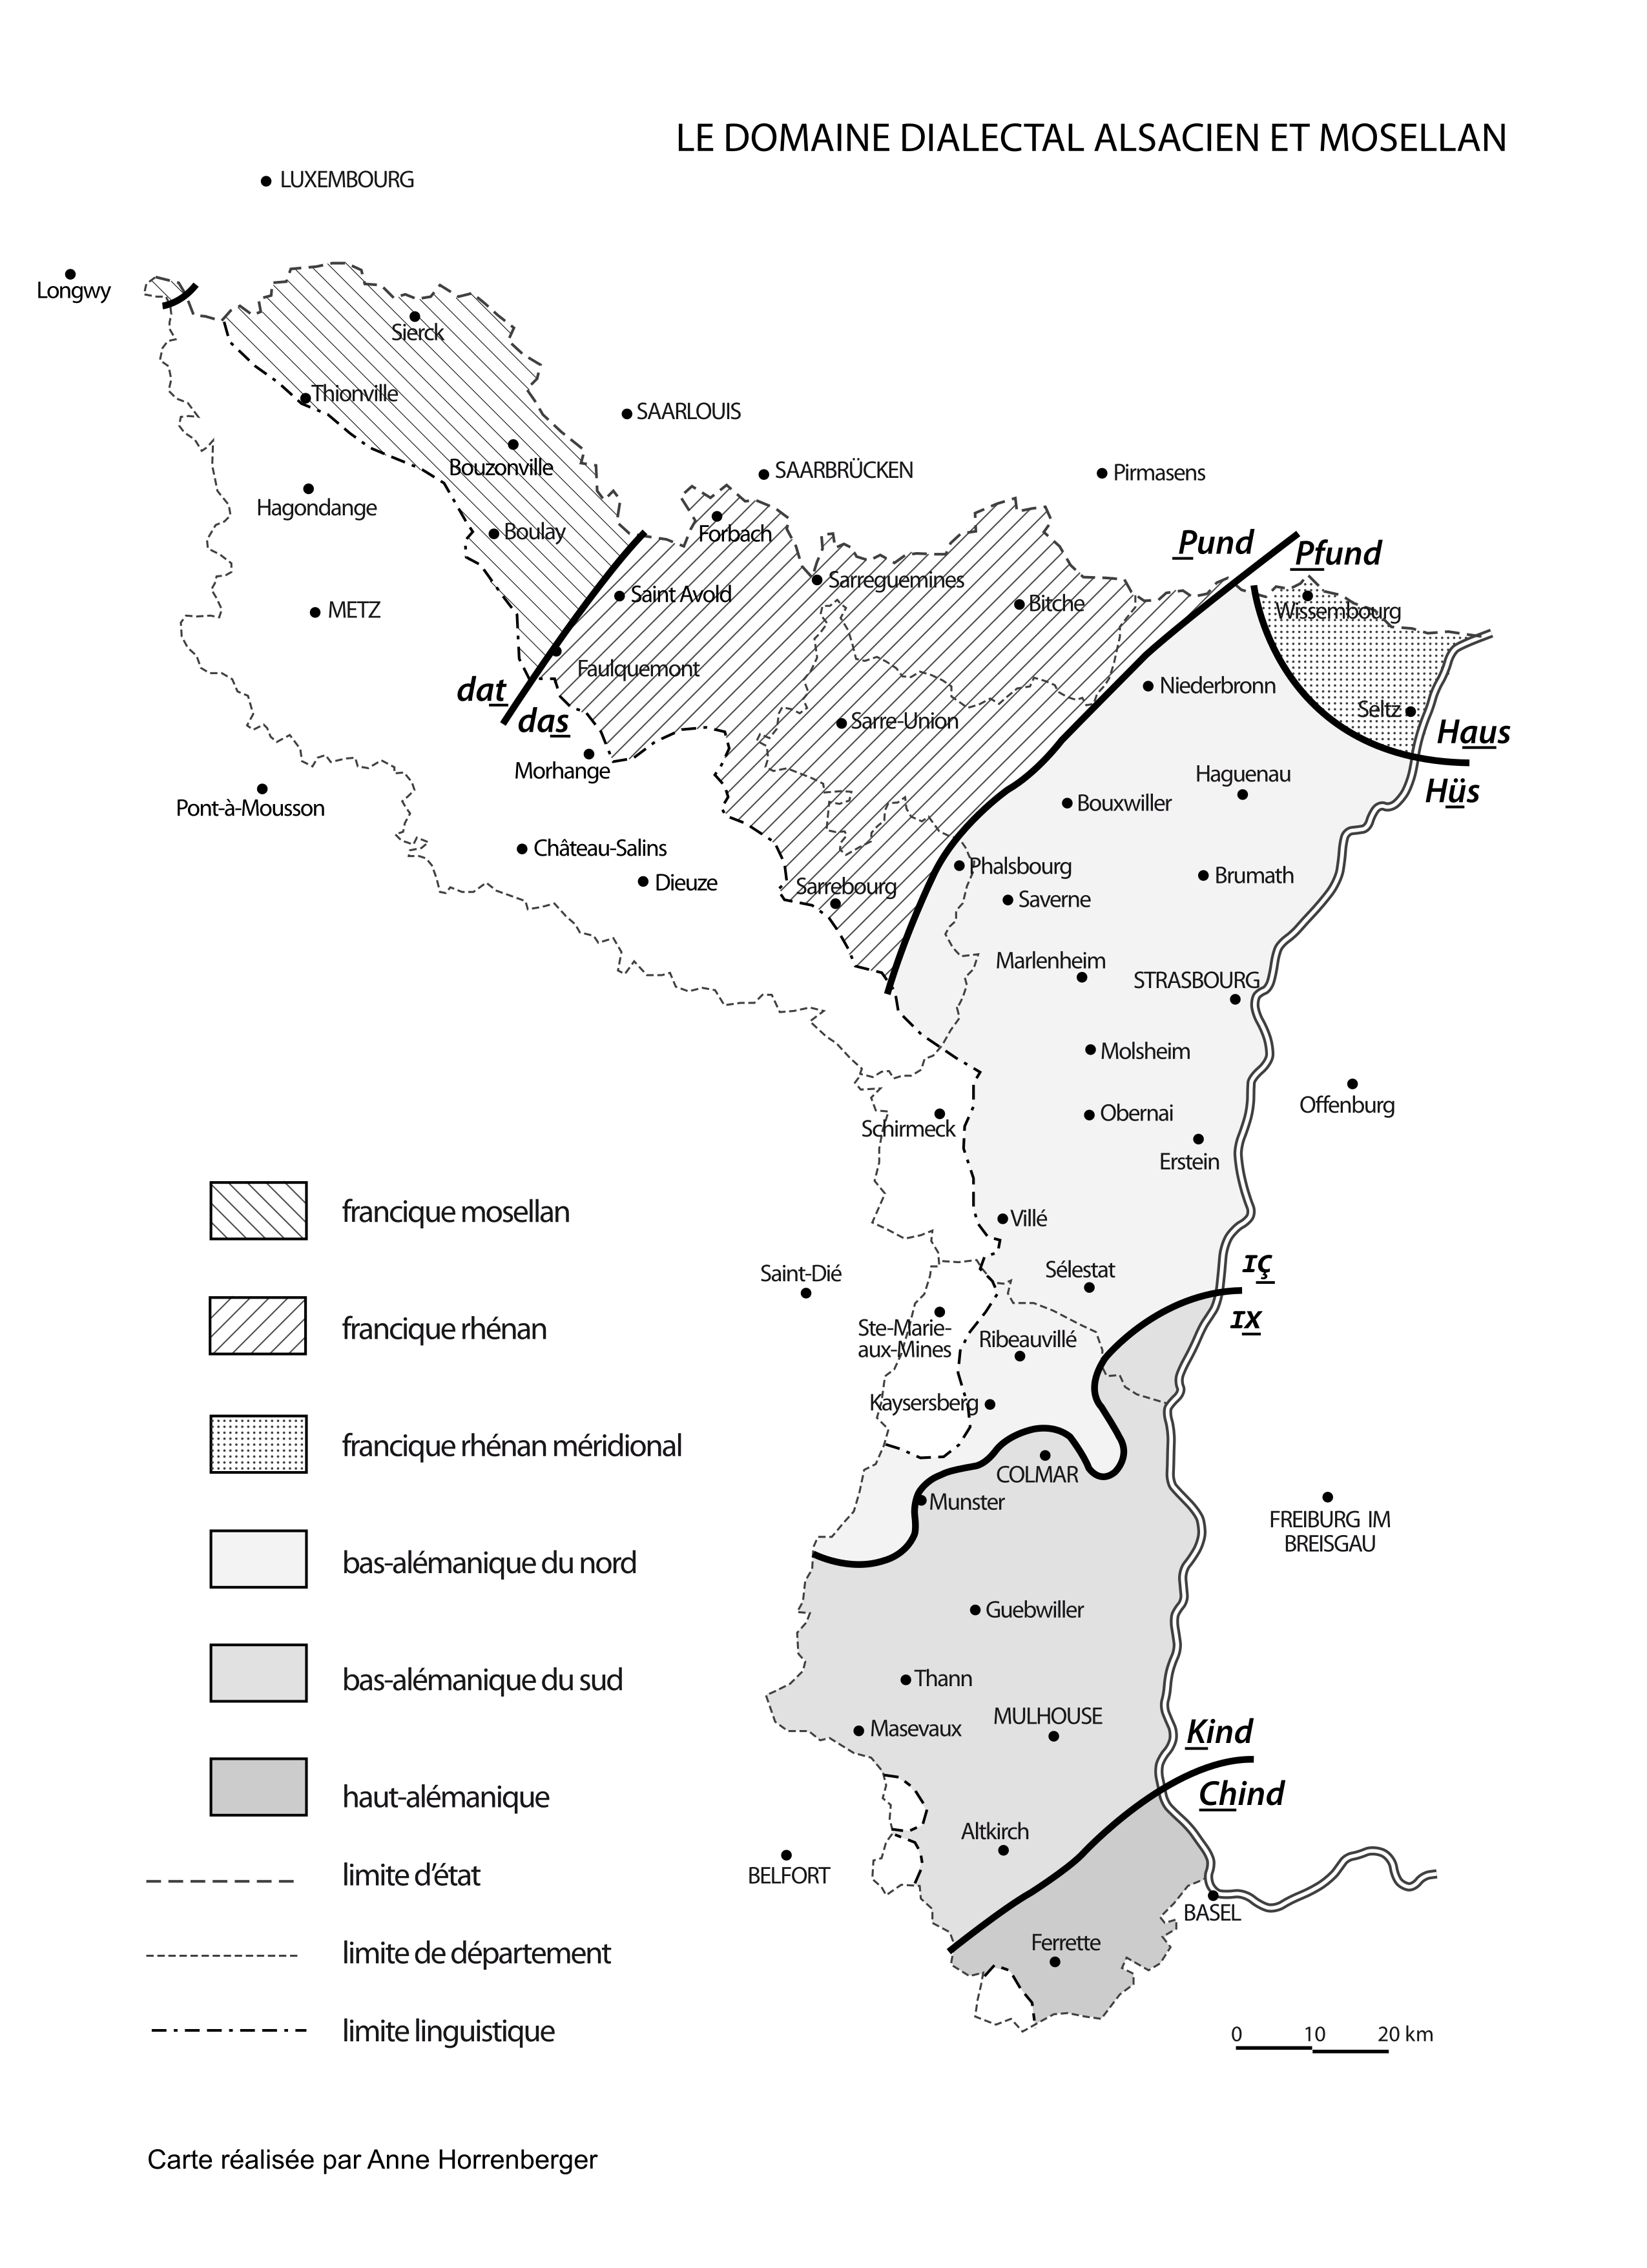 LE DOMAINE DIALECTAL ALSACIEN ET MOSELLAN
LUXEMBOURG
Longwy
Sierck
Thionville
SAARLOUIS
Bouzonville
SAARBRÜCKEN
Pirmasens
Hagondange
Boulay
Forbach
Pund
Pfund
Sarreguemines
Saint Avold
Bitche
METZ
Wissembourg
Faulquemont
dat
das
Niederbronn
Seltz
Sarre-Union
Haus
Morhange
Haguenau
Hüs
Pont-à-Mousson
Bouxwiller
Château-Salins
Dieuze
Phalsbourg
Sarrebourg
Brumath
Saverne
Marlenheim
STRASBOURG
Molsheim
Offenburg
Obernai
Schirmeck
Erstein
francique mosellan
Villé
Saint-Dié
Sélestat
ɪç
ɪx
francique rhénan
Ste-Marie-
aux-Mines
Ribeauvillé
Kaysersberg
francique rhénan méridional
COLMAR
Munster
FREIBURG IM
BREISGAU
bas-alémanique du nord
Guebwiller
bas-alémanique du sud
Thann
MULHOUSE
Masevaux
Kind
Chind
haut-alémanique
Altkirch
BELFORT
limite d'état
BASEL
Ferrette
limite de département
limite linguistique
0 10 20 km
Carte réalisée par Anne Horrenberger